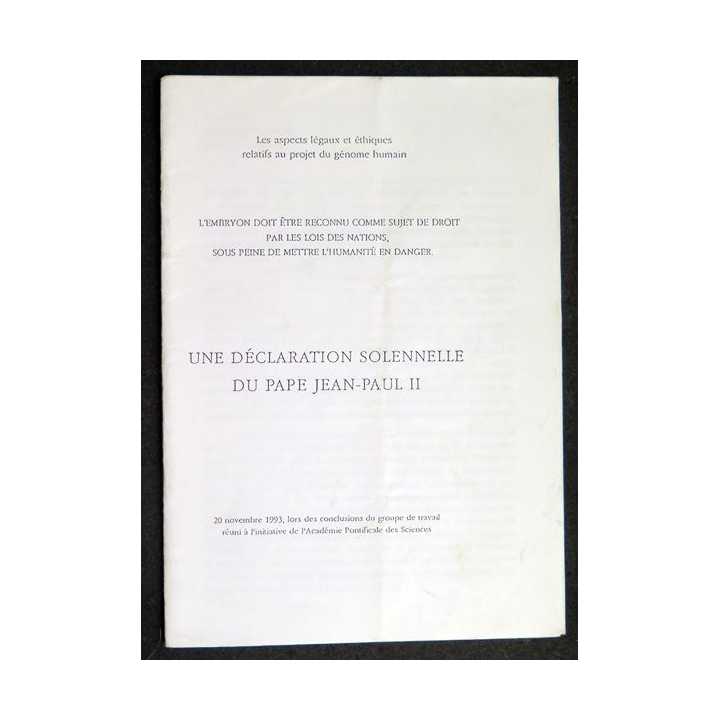 Les aspects légaux et éthiques
relatifs au projet du génome humain
L'EMBRYON DOIT ÊTRE RECONNU COMME SUJET DE DROIT
PAR LES LOIS DES NATIONS,
SOUS PEINE DE METTRE L'HUMANITÉ EN DANGER.
UNE DÉCLARATION SOLENNELLE
DU PAPE JEAN-PAUL II
20 novembre 1993, lors des conclusions du groupe de travail
réuni à l'initiative de l'Académie Pontificale des Sciences